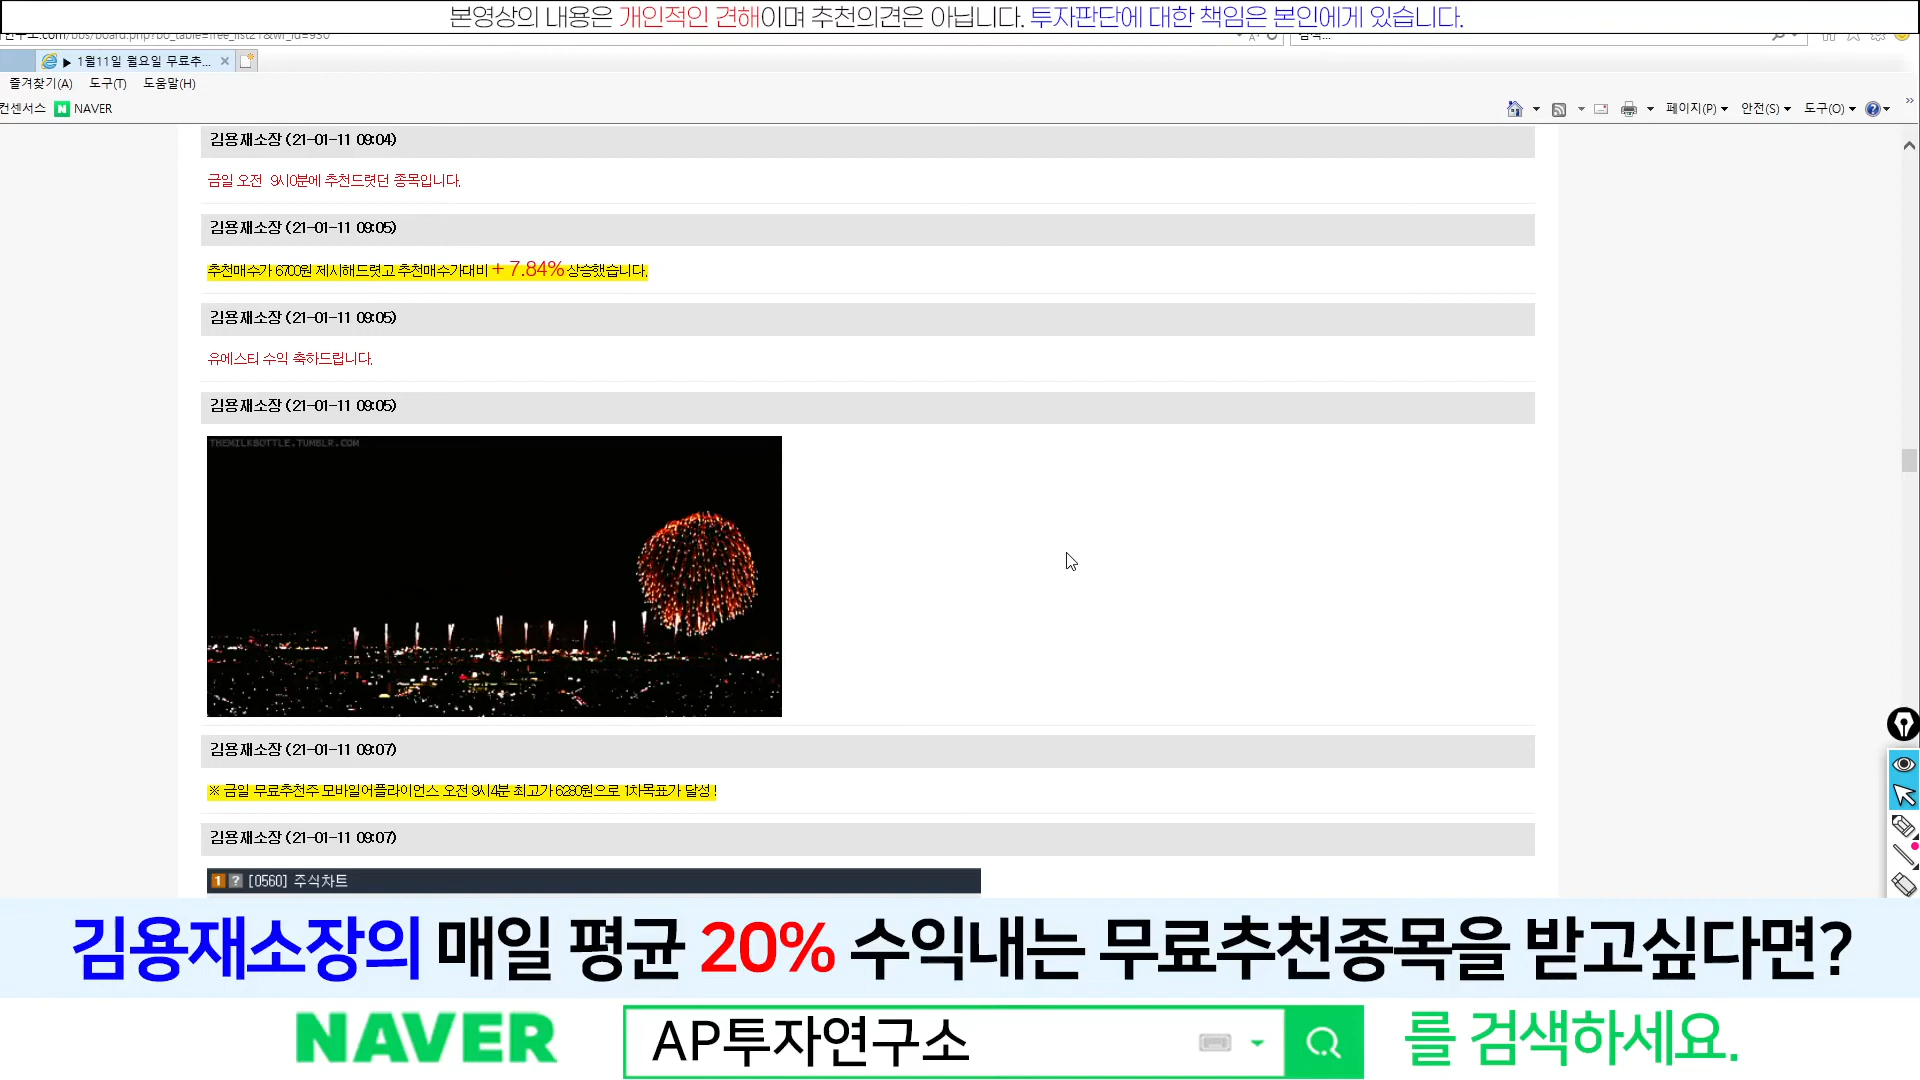 본영상의 내용은 개인적인 견해이며 추천의견은 아닙니다. 투자판단에 대한 책임은 본인에게 있습니다.
▶ 1월11일 월요일 무료추...
즐겨찾기(A) 도구(T) 도움말(H)
컨센서스 NAVER
페이지(P) 안전(S) 도구(O)
김용재소장 (21-01-11 09:04)
금일 오전 9시0분에 추천드렷던 종목입니다.
김용재소장 (21-01-11 09:05)
추천매수가 6700원 제시해드렷고 추천매수가대비 + 7.84% 상승했습니다.
김용재소장 (21-01-11 09:05)
유에스티 수익 축하드립니다.
김용재소장 (21-01-11 09:05)
THEMILKBOTTLE.TUMBLR.COM
김용재소장 (21-01-11 09:07)
※ 금일 무료추천주 모바일어플라이언스 오전 9시4분 최고가 6280원으로 1차목표가 달성 !
김용재소장 (21-01-11 09:07)
1 ? [0560] 주식차트
김용재소장의 매일 평균 20% 수익내는 무료추천종목을 받고싶다면?
NAVER AP투자연구소 를 검색하세요.